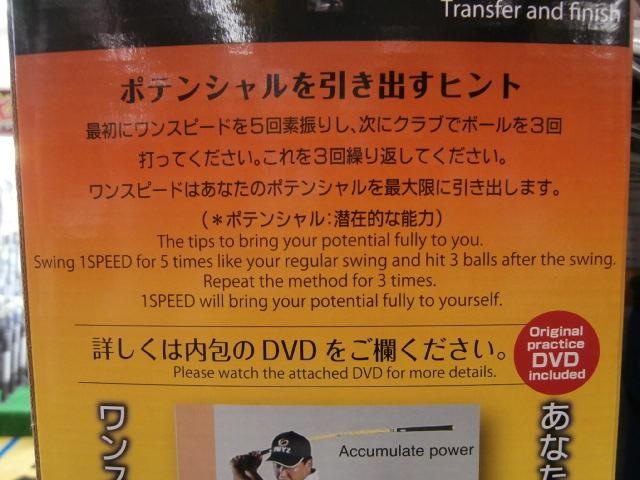 Transfer and finish
ポテンシャルを引き出すヒント
最初にワンスピードを5回素振りし、次にクラブでボールを3回
打ってください。これを3回繰り返してください。
ワンスピードはあなたのポテンシャルを最大限に引き出します。
(＊ポテンシャル:潜在的な能力)
The tips to bring your potential fully to you.
Swing 1SPEED for 5 times like your regular swing and hit 3 balls after the swing.
Repeat the method for 3 times.
1SPEED will bring your potential fully to yourself.
詳しくは内包の DVD をご欄ください。
Please watch the attached DVD for more details.
Original
practice
DVD
included
ワンス
あなた
Accumulate power